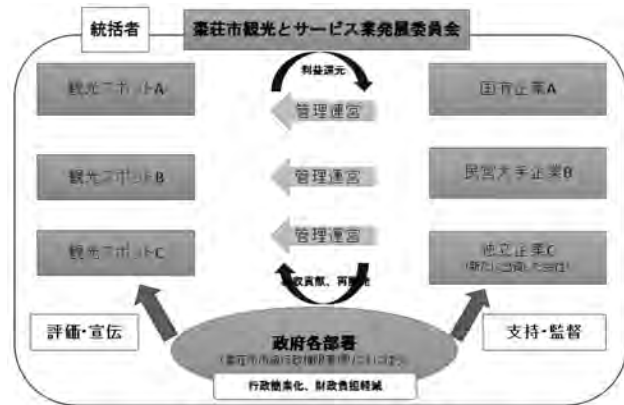 統括者
棗荘市観光とサービス業発展委員会
利益還元
観光スポットA
国有企業A
管理運営
観光スポットB
民営大手企業B
管理運営
観光スポットC
管理運営
独立企業C
収貢献、再
評価・宣伝
支持・監督
政府各部署
行政簡素化、財政負担軽減